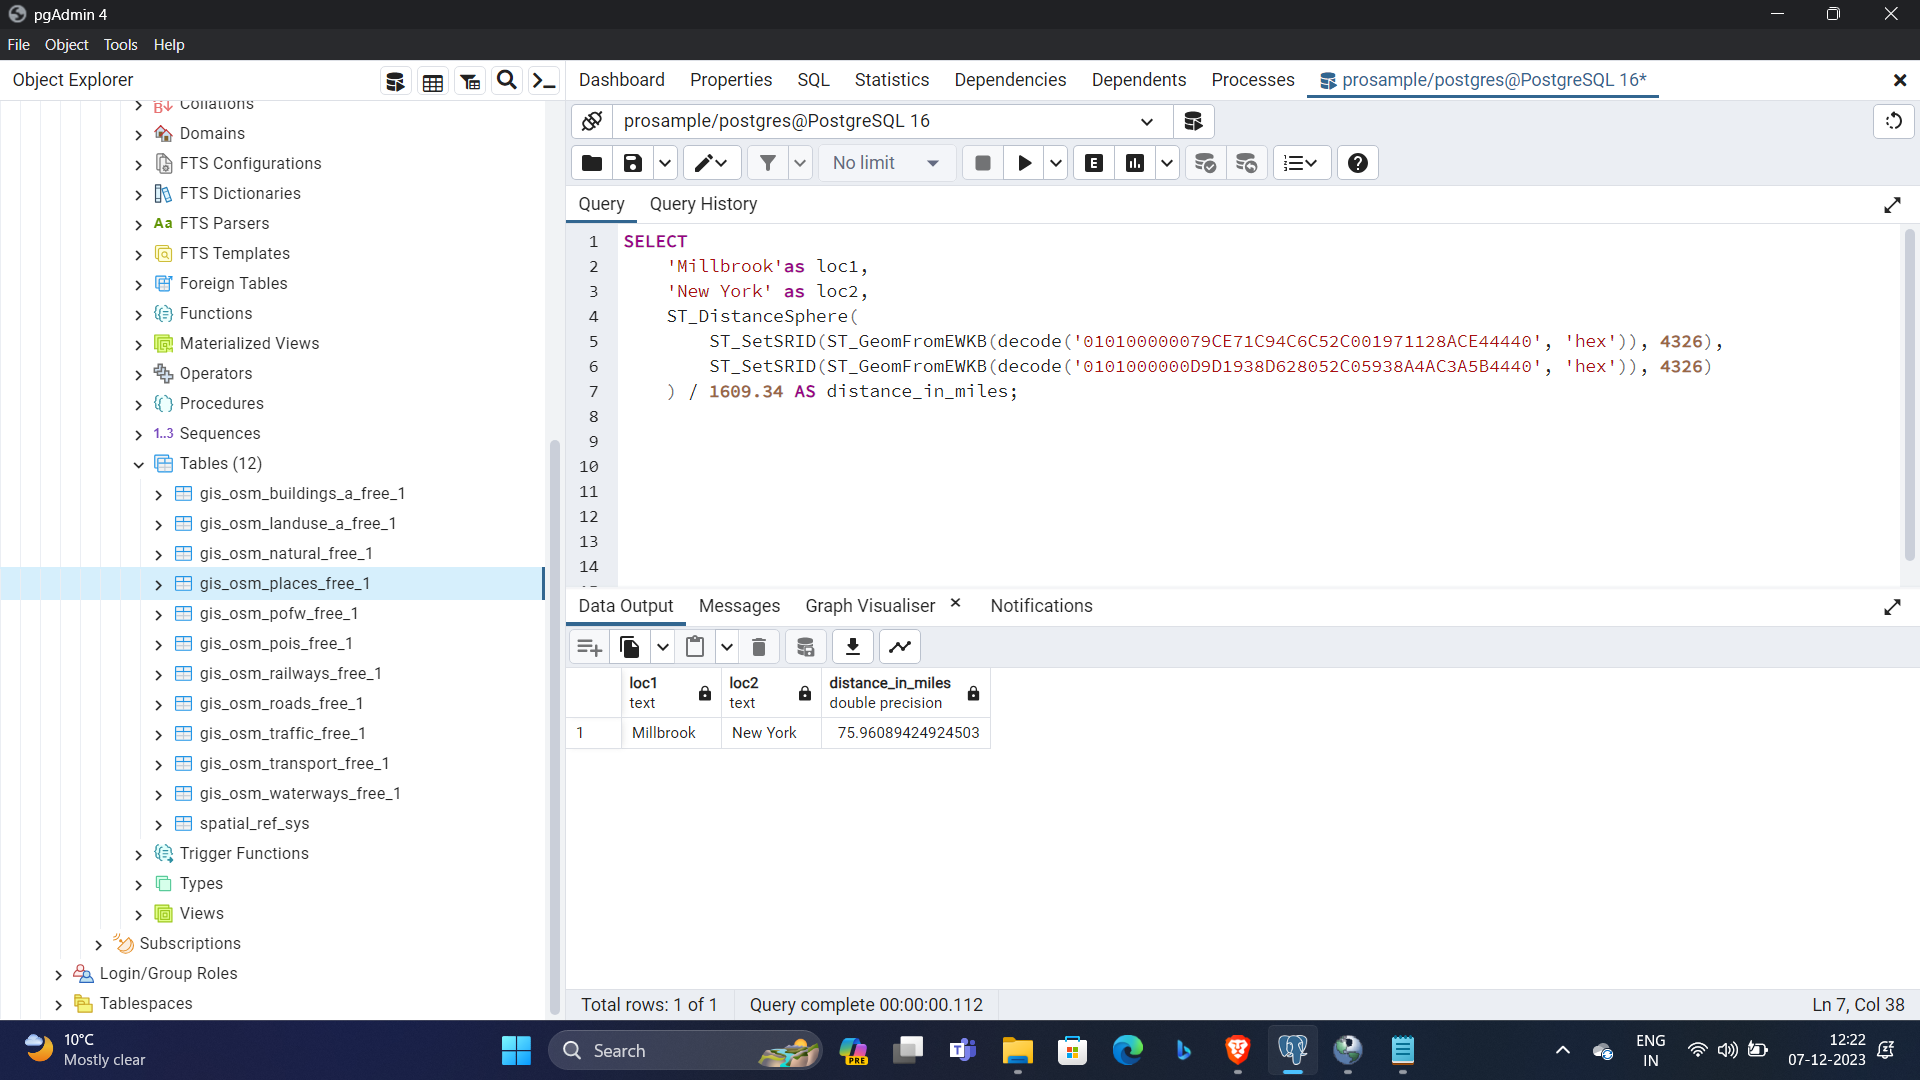 pgAdmin 4
File Object Tools Help
Object Explorer
Dashboard Properties SQL Statistics Dependencies Dependents Processes prosample/postgres@PostgreSQL 16*
Collations
Domains
FTS Configurations
FTS Dictionaries
Aa FTS Parsers
FTS Templates
Foreign Tables
Functions
Materialized Views
Operators
Procedures
1..3 Sequences
Tables (12)
gis_osm_buildings_a_free_1
gis_osm_landuse_a_free_1
gis_osm_natural_free_1
gis_osm_places_free_1
gis_osm_pofw_free_1
gis_osm_pois_free_1
gis_osm_railways_free_1
gis_osm_roads_free_1
gis_osm_traffic_free_1
gis_osm_transport_free_1
gis_osm_waterways_free_1
spatial_ref_sys
Trigger Functions
Types
Views
Subscriptions
Login/Group Roles
Tablespaces
prosample/postgres@PostgreSQL 16
No limit
E
Query Query History
1 SELECT
2 'Millbrook'as loc1,
3 'New York' as loc2,
4 ST_DistanceSphere(
5 ST_SetSRID(ST_GeomFromEWKB(decode('010100000079CE71C94C6C52C001971128ACE44440', 'hex')), 4326),
6 ST_SetSRID(ST_GeomFromEWKB(decode('0101000000D9D1938D628052C05938A4AC3A5B4440', 'hex')), 4326)
7 ) / 1609.34 AS distance_in_miles;
8
9
10
11
12
13
14
Data Output Messages Graph Visualiser Notifications
loc1 loc2 distance_in_miles
text text double precision
1 Millbrook New York 75.96089424924503
Total rows: 1 of 1 Query complete 00:00:00.112 Ln 7, Col 38
10°C
Mostly clear
Search
PRE
ENG
IN
12:22
07-12-2023